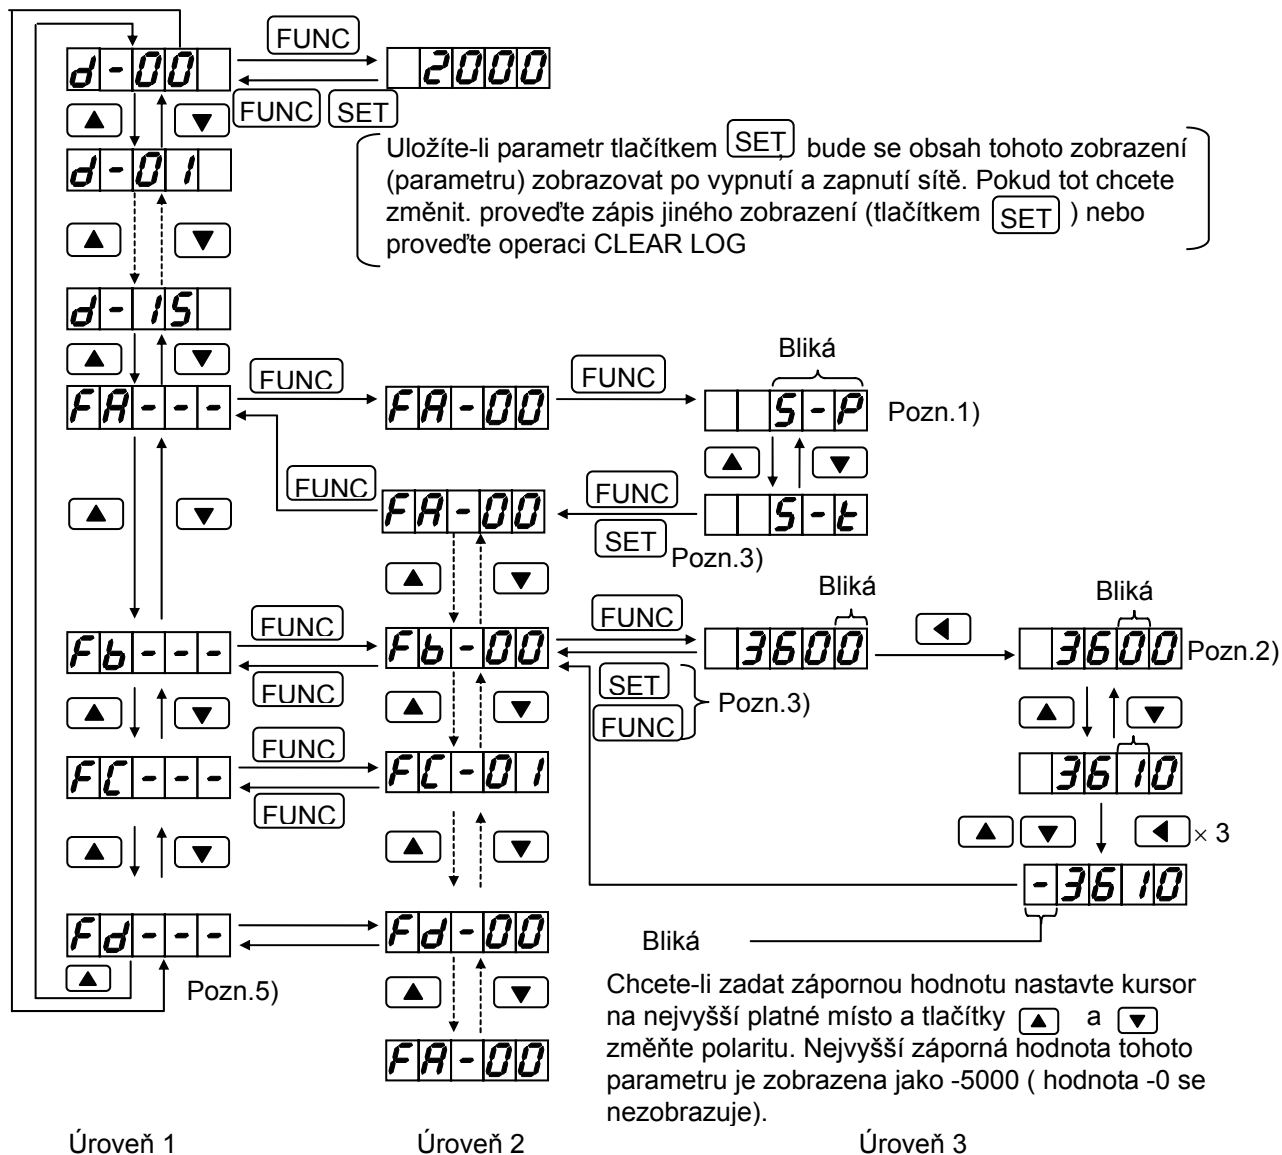 FUNC
d-00
2000
FUNC SET
d-01
Uložíte-li parametr tlačítkem SET, bude se obsah tohoto zobrazení
(parametru) zobrazovat po vypnutí a zapnutí sítě. Pokud tot chcete
změnit. proveďte zápis jiného zobrazení (tlačítkem SET ) nebo
proveďte operaci CLEAR LOG
d-15
Bliká
FUNC
FUNC
FA---
FA-00
S-P
Pozn.1)
FUNC
FUNC
FA-00
S-t
SET
Pozn.3)
Bliká
Bliká
FUNC
FUNC
Fb---
Fb-00
3600
3600
Pozn.2)
FUNC
SET
FUNC
Pozn.3)
FUNC
FC---
FC-01
3610
FUNC
× 3
-3610
Fd---
Fd-00
Bliká
Pozn.5)
Chcete-li zadat zápornou hodnotu nastavte kursor
na nejvyšší platné místo a tlačítky a
změňte polaritu. Nejvyšší záporná hodnota tohoto
parametru je zobrazena jako -5000 ( hodnota -0 se
nezobrazuje).
FA-00
Úroveň 1
Úroveň 2
Úroveň 3